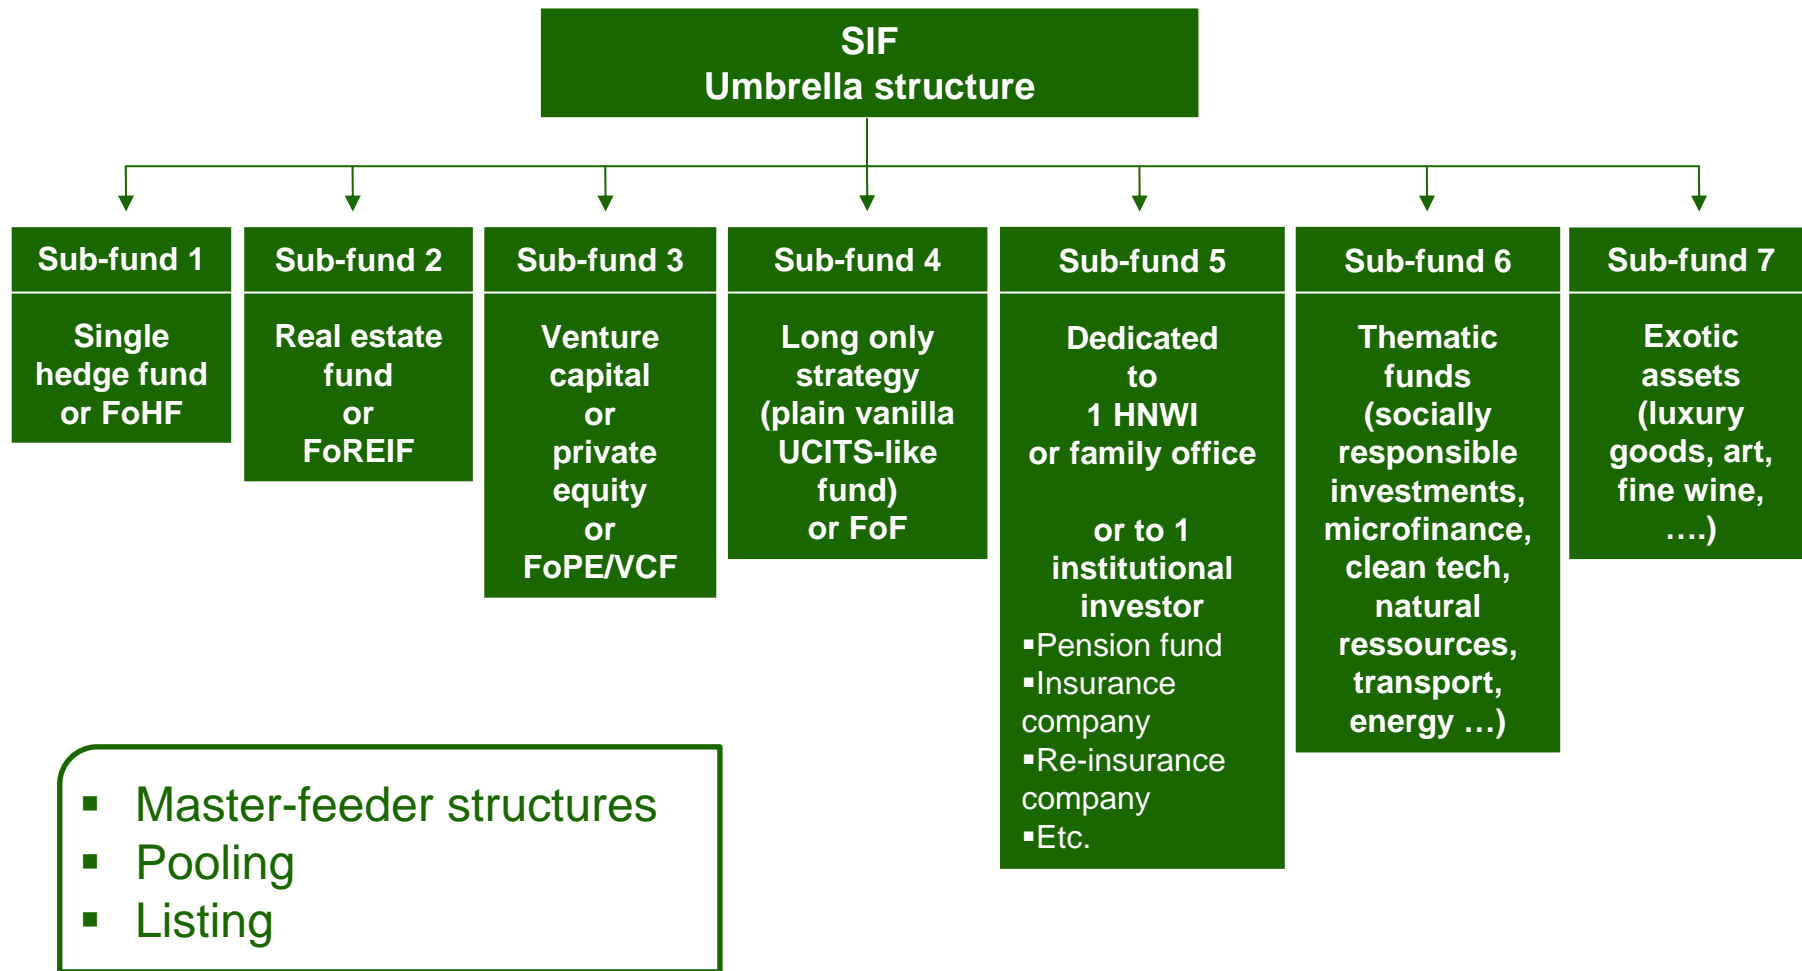 SIF
Umbrella structure
Sub-fund 1
Single
hedge fund
or FoHF
Sub-fund 2
Real estate
fund
or
FoREIF
Sub-fund 3
Venture
capital
or
private
equity
or
FoPE/VCF
Sub-fund 4
Long only
strategy
(plain vanilla
UCITS-like
fund)
or FoF
Sub-fund 5
Dedicated
to
1 HNWI
or family office
or to 1
institutional
investor
▪Pension fund
▪Insurance
company
▪Re-insurance
company
▪Etc.
Sub-fund 6
Thematic
funds
(socially
responsible
investments,
microfinance,
clean tech,
natural
ressources,
transport,
energy …)
Sub-fund 7
Exotic
assets
(luxury
goods, art,
fine wine,
….)
▪ Master-feeder structures
▪ Pooling
▪ Listing